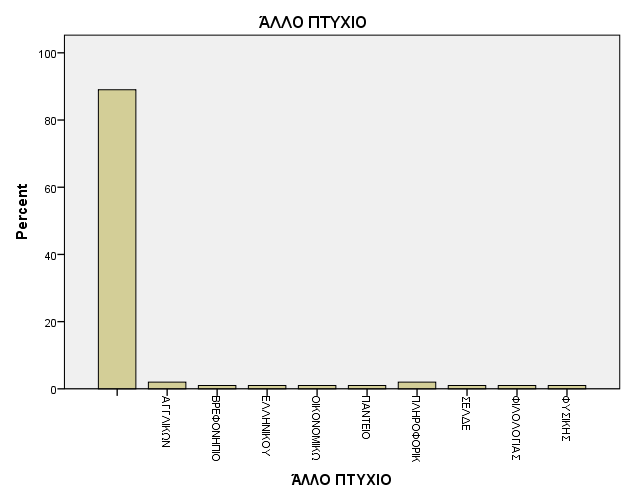 ΆΛΛΟ ΠΤΥΧΙΟ
Percent
100
80
60
40
20
0
ΑΓΓΛΙΚΩΝ
ΒΡΕΦΟΝΗΠΙΟ
ΕΛΛΗΝΙΚΟΥ
ΟΙΚΟΝΟΜΙΚΩ
ΠΑΝΤΕΙΟ
ΠΛΗΡΟΦΟΡΙΚ
ΣΕΛΔΕ
ΦΙΛΟΛΟΓΙΑΣ
ΦΥΣΙΚΗΣ
ΆΛΛΟ ΠΤΥΧΙΟ